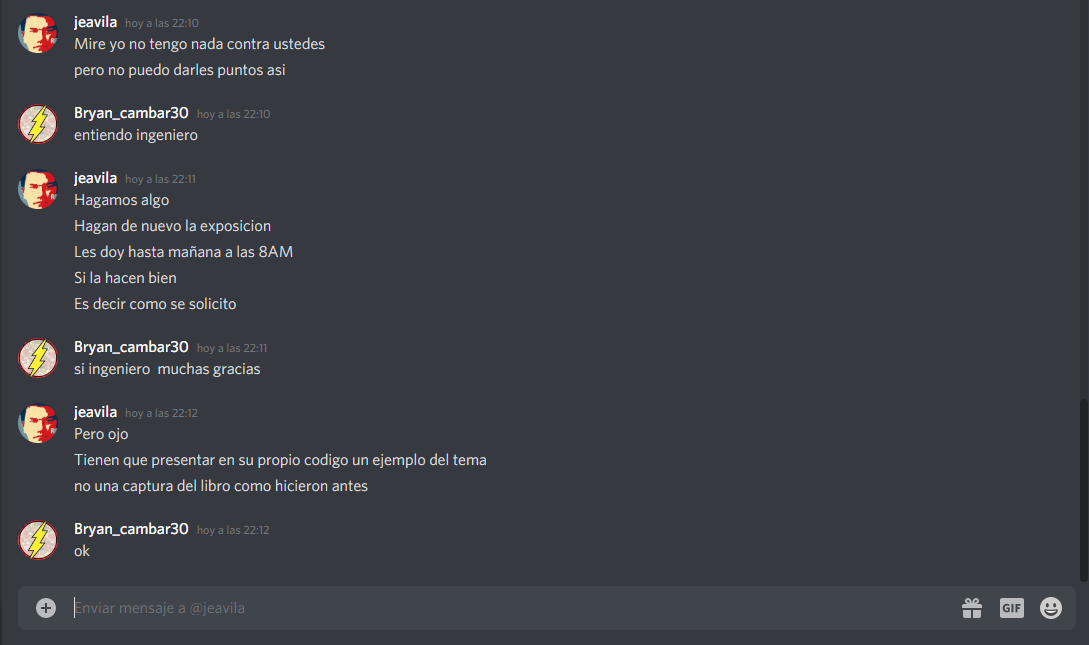 jeavila hoy a las 22:10
Mire yo no tengo nada contra ustedes
pero no puedo darles puntos asi
Bryan_cambar30 hoy a las 22:10
entiendo ingeniero
jeavila hoy a las 22:11
Hagamos algo
Hagan de nuevo la exposicion
Les doy hasta mañana a las 8AM
Si la hacen bien
Es decir como se solicito
Bryan_cambar30 hoy a las 22:11
si ingeniero muchas gracias
jeavila hoy a las 22:12
Pero ojo
Tienen que presentar en su propio codigo un ejemplo del tema
no una captura del libro como hicieron antes
Bryan_cambar30 hoy a las 22:12
ok
Enviar mensaje a @jeavila
GIF